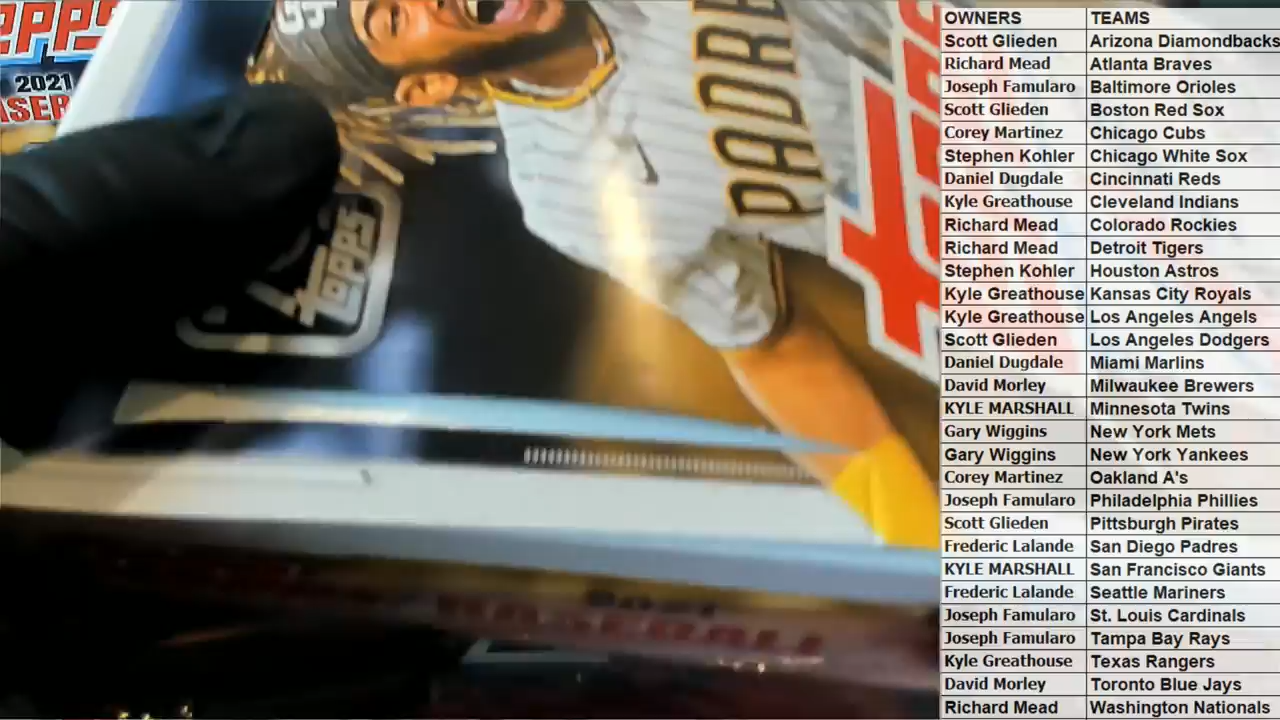 TOPPS
2021
PADRE
TOPPS
2021
BASEBALL
OWNERS TEAMS
Scott Glieden Arizona Diamondbacks
Richard Mead Atlanta Braves
Joseph Famularo Baltimore Orioles
Scott Glieden Boston Red Sox
Corey Martinez Chicago Cubs
Stephen Kohler Chicago White Sox
Daniel Dugdale Cincinnati Reds
Kyle Greathouse Cleveland Indians
Richard Mead Colorado Rockies
Richard Mead Detroit Tigers
Stephen Kohler Houston Astros
Kyle Greathouse Kansas City Royals
Kyle Greathouse Los Angeles Angels
Scott Glieden Los Angeles Dodgers
Daniel Dugdale Miami Marlins
David Morley Milwaukee Brewers
KYLE MARSHALL Minnesota Twins
Gary Wiggins New York Mets
Gary Wiggins New York Yankees
Corey Martinez Oakland A's
Joseph Famularo Philadelphia Phillies
Scott Glieden Pittsburgh Pirates
Frederic Lalande San Diego Padres
KYLE MARSHALL San Francisco Giants
Frederic Lalande Seattle Mariners
Joseph Famularo St. Louis Cardinals
Joseph Famularo Tampa Bay Rays
Kyle Greathouse Texas Rangers
David Morley Toronto Blue Jays
Richard Mead Washington Nationals